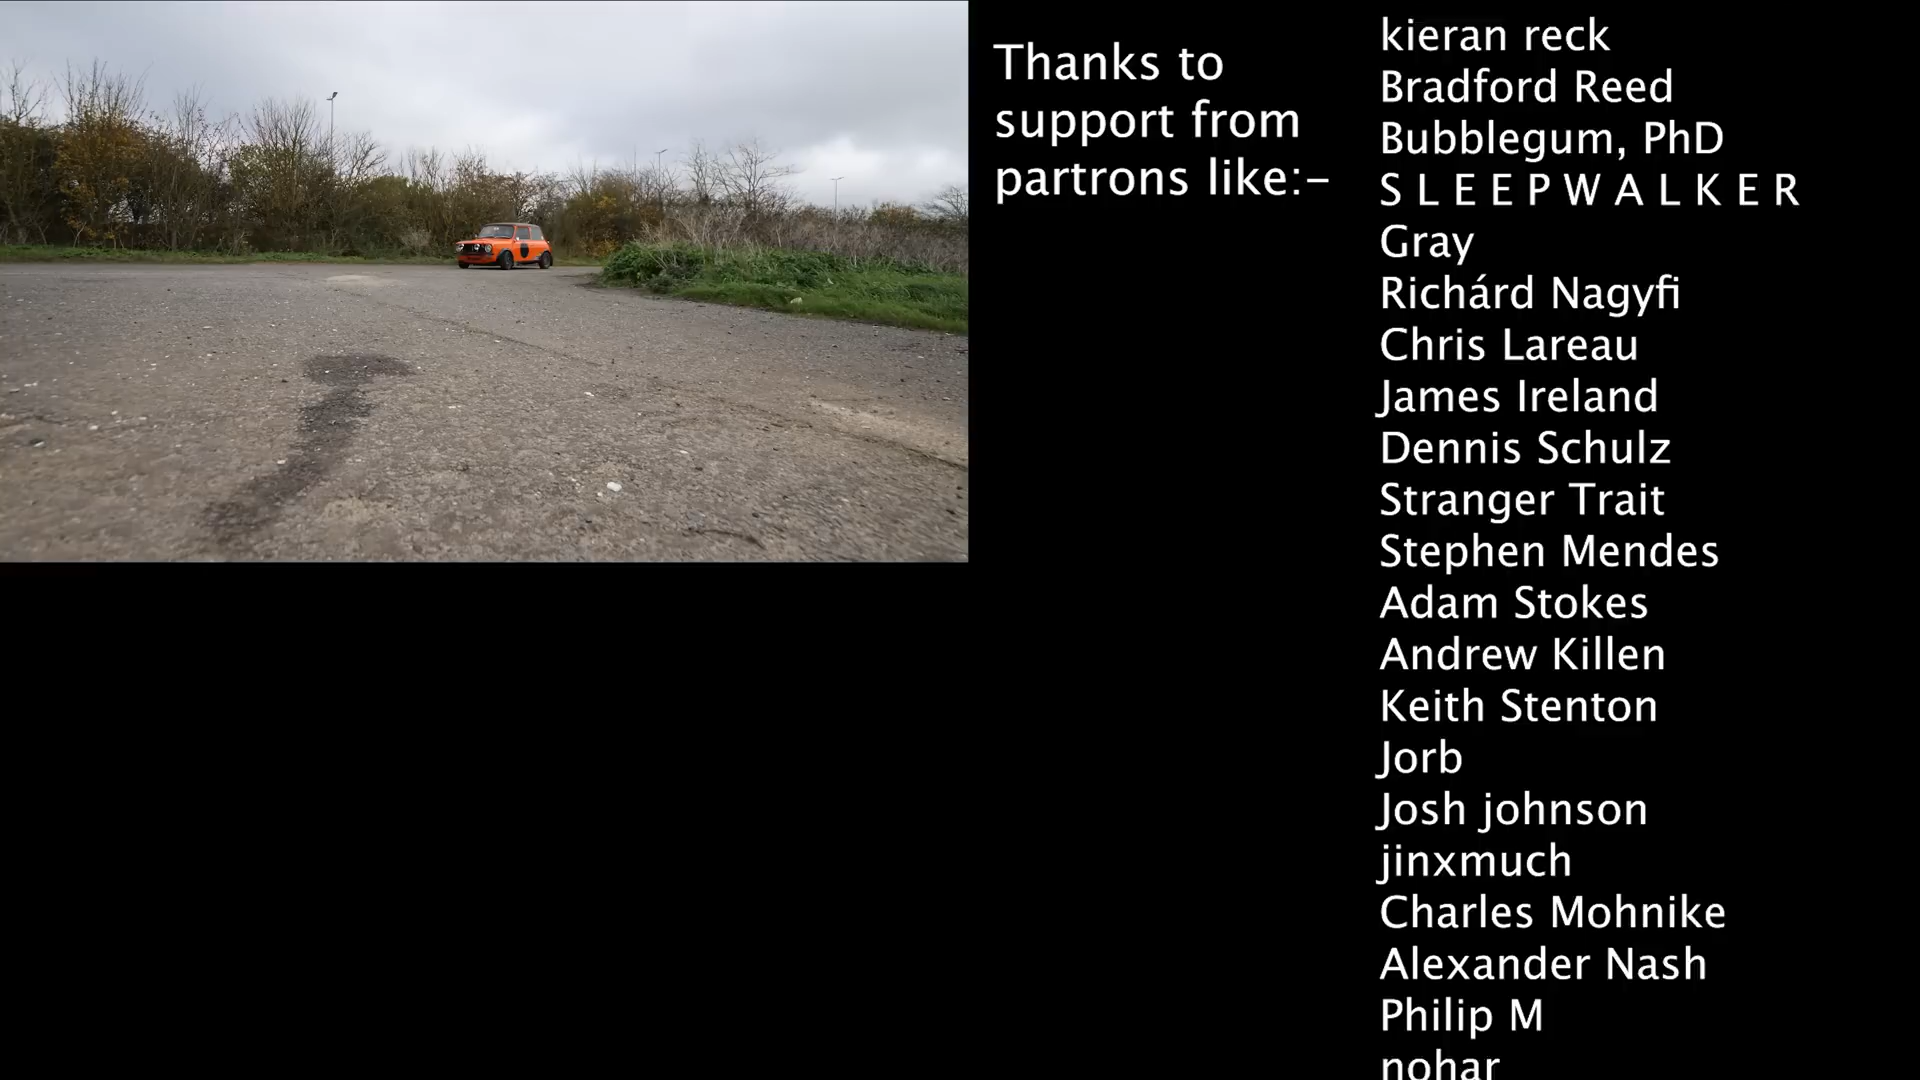 Thanks to
support from
partrons like:-
kieran reck
Bradford Reed
Bubblegum, PhD
S L E E P W A L K E R
Gray
Richárd Nagyfi
Chris Lareau
James Ireland
Dennis Schulz
Stranger Trait
Stephen Mendes
Adam Stokes
Andrew Killen
Keith Stenton
Jorb
Josh johnson
jinxmuch
Charles Mohnike
Alexander Nash
Philip M
nohar